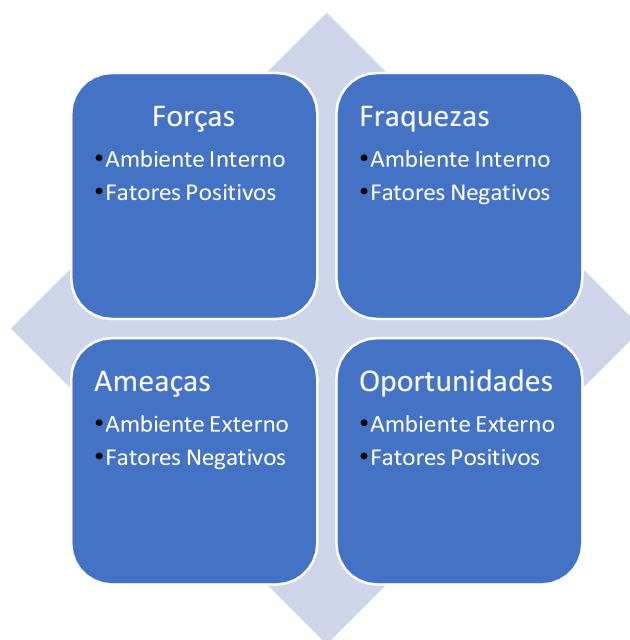 Forças
•Ambiente Interno
•Fatores Positivos
Fraquezas
•Ambiente Interno
•Fatores Negativos
Ameaças
•Ambiente Externo
•Fatores Negativos
Oportunidades
•Ambiente Externo
•Fatores Positivos